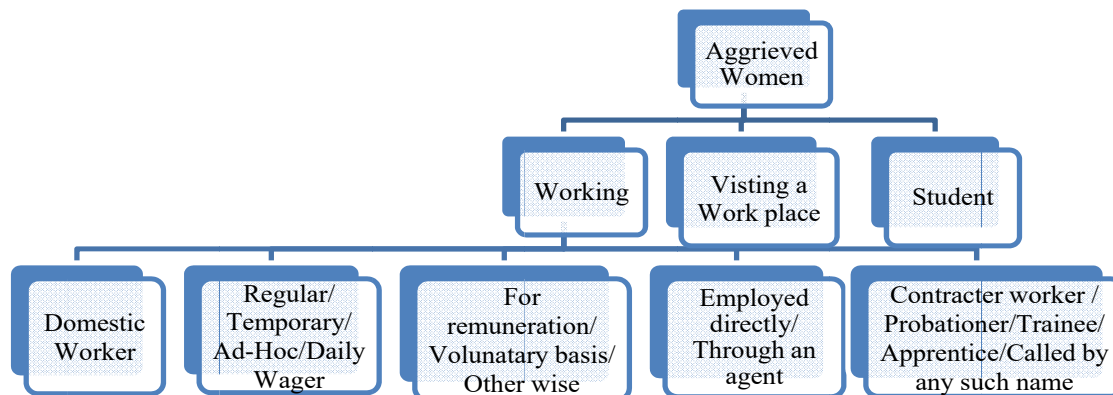 Aggrieved
Women
Working
Visting a
Work place
Student
Domestic
Worker
Regular/
Temporary/
Ad-Hoc/Daily
Wager
For
remuneration/
Volunatary basis/
Other wise
Employed
directly/
Through an
agent
Contracter worker /
Probationer/Trainee/
Apprentice/Called by
any such name